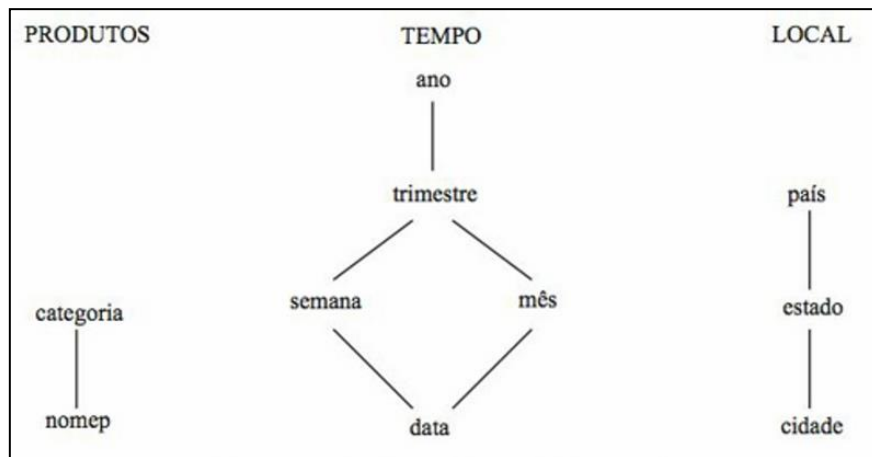 PRODUTOS TEMPO LOCAL
ano
trimestre país
semana mês estado
categoria
nomep data cidade